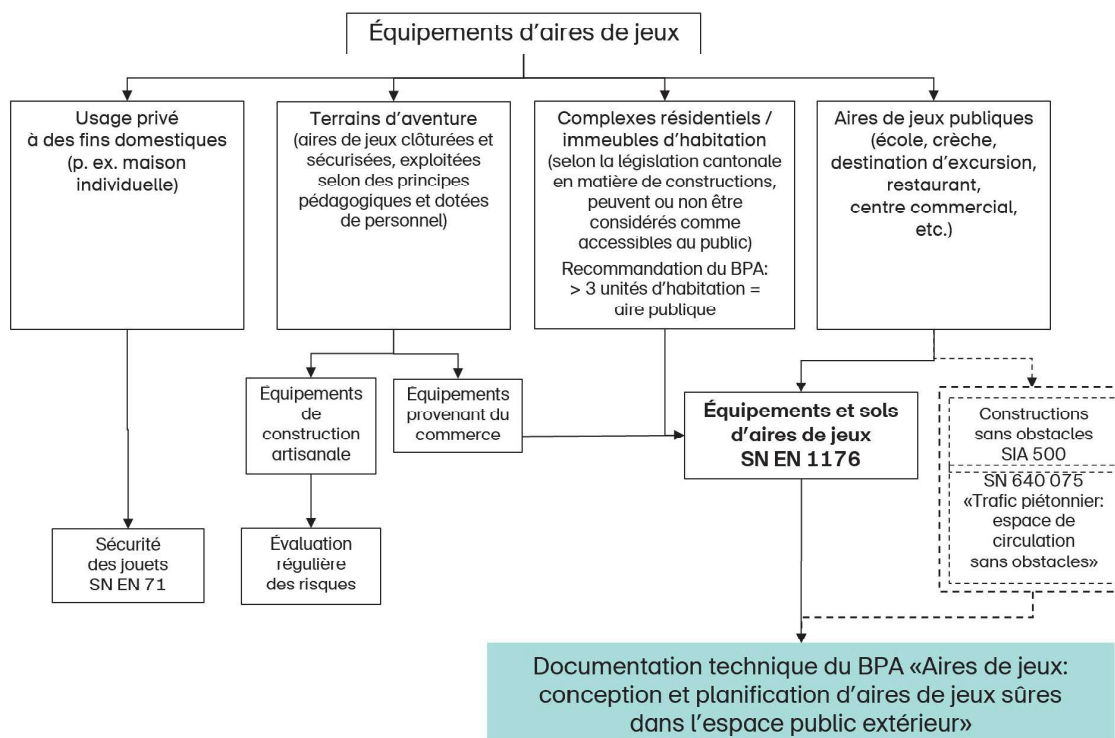 Équipements d’aires de jeux
Usage privé
à des fins domestiques
(p. ex. maison
individuelle)
Terrains d’aventure
(aires de jeux clôturées et
sécurisées, exploitées
selon des principes
pédagogiques et dotées
de personnel)
Complexes résidentiels /
immeubles d’habitation
(selon la législation cantonale
en matière de constructions,
peuvent ou non être
considérés comme
accessibles au public)
Recommandation du BPA:
> 3 unités d’habitation =
aire publique
Aires de jeux publiques
(école, crèche,
destination d’excursion,
restaurant,
centre commercial,
etc.)
Équipements
de
construction
artisanale
Équipements
provenant du
commerce
Équipements et sols
d’aires de jeux
SN EN 1176
Constructions
sans obstacles
SIA 500
SN 640 075
«Trafic piétonnier:
espace de
circulation
sans obstacles»
Sécurité
des jouets
SN EN 71
Évaluation
régulière
des risques
Documentation technique du BPA «Aires de jeux:
conception et planification d’aires de jeux sûres
dans l’espace public extérieur»